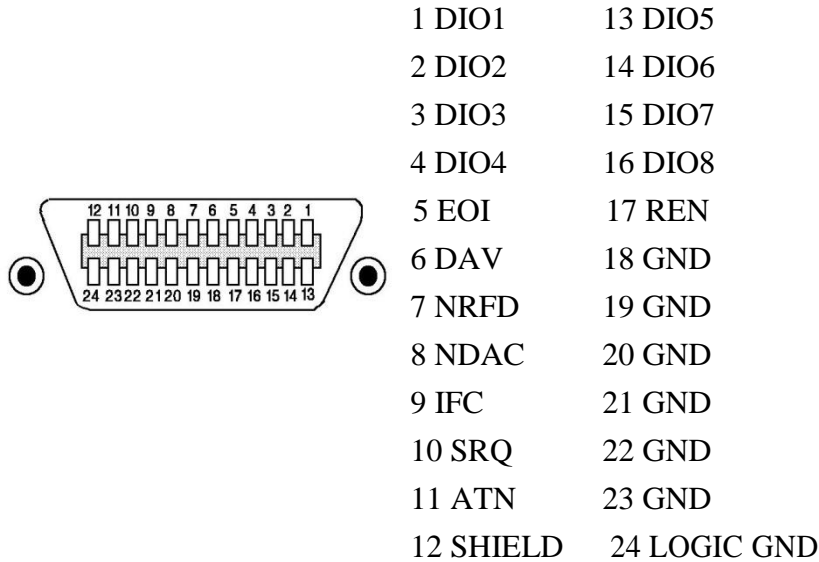 1 DIO1 13 DIO5
2 DIO2 14 DIO6
3 DIO3 15 DIO7
4 DIO4 16 DIO8
12 11 10 9 8 7 6 5 4 3 2 1
24 23 22 21 20 19 18 17 16 15 14 13
5 EOI 17 REN
6 DAV 18 GND
7 NRFD 19 GND
8 NDAC 20 GND
9 IFC 21 GND
10 SRQ 22 GND
11 ATN 23 GND
12 SHIELD 24 LOGIC GND